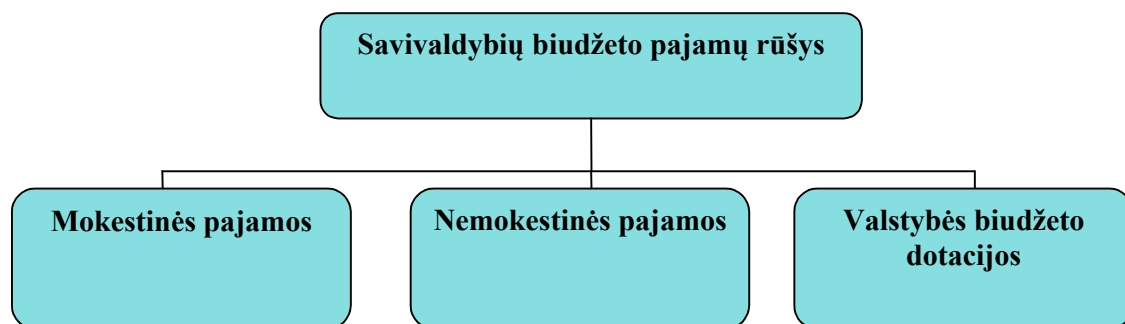 Savivaldybių biudžeto pajamų rūšys
Mokestinės pajamos
Nemokestinės pajamos
Valstybės biudžeto
dotacijos